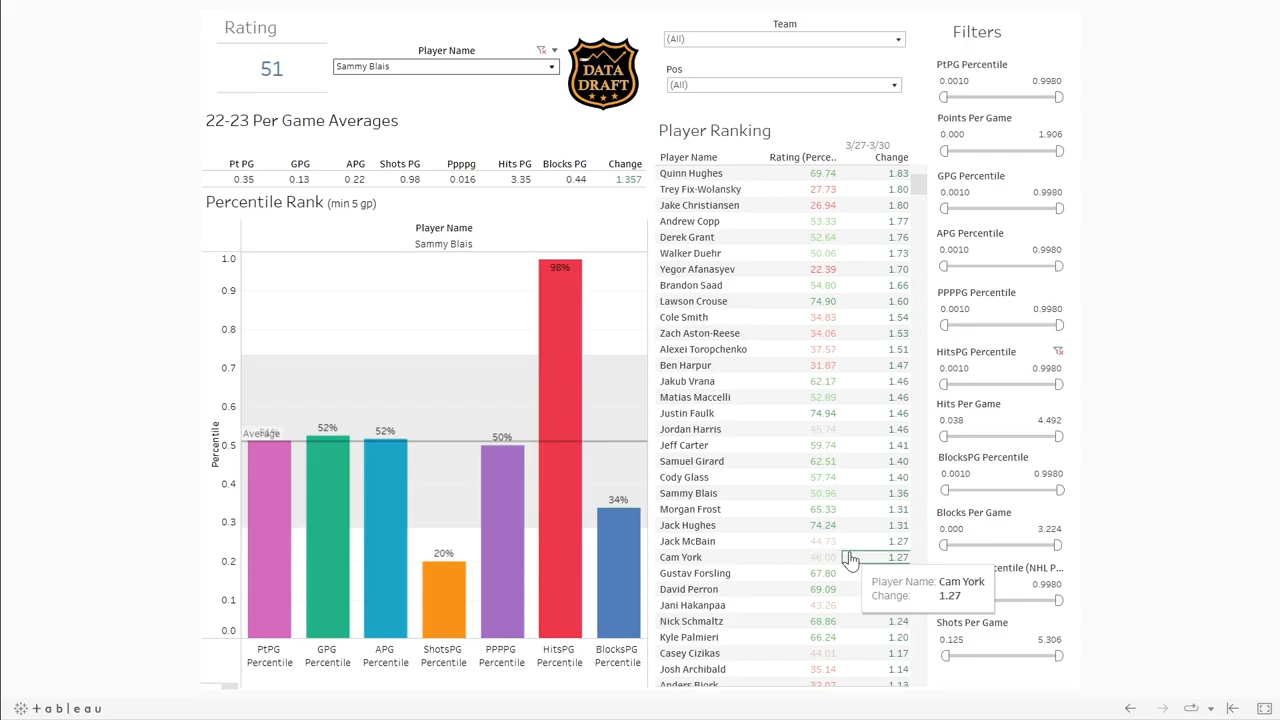 Rating
51
Player Name
Sammy Blais
DATA
DRAFT
Team
(All)
Pos
(All)
22-23 Per Game Averages
Pt PG GPG APG Shots PG Ppppg Hits PG Blocks PG Change
0.35 0.13 0.22 0.98 0.016 3.35 0.44 1.357
Percentile Rank (min 5 gp)
Player Name
Sammy Blais
Percentile
1.0
0.9
0.8
0.7
0.6
0.5
0.4
0.3
0.2
0.1
0.0
Average
51%
52%
52%
20%
50%
98%
34%
PtPG Percentile
GPG Percentile
APG Percentile
ShotsPG Percentile
PPPPG Percentile
HitsPG Percentile
BlocksPG Percentile
Player Ranking
3/27-3/30
Player Name Rating (Perce.. Change
Quinn Hughes 69.74 1.83
Trey Fix-Wolansky 27.73 1.80
Jake Christiansen 26.94 1.80
Andrew Copp 53.33 1.77
Derek Grant 52.64 1.76
Walker Duehr 50.06 1.73
Yegor Afanasyev 22.39 1.70
Brandon Saad 54.80 1.66
Lawson Crouse 74.90 1.60
Cole Smith 34.83 1.54
Zach Aston-Reese 34.06 1.53
Alexei Toropchenko 37.57 1.51
Ben Harpur 31.87 1.47
Jakub Vrana 62.17 1.46
Matias Maccelli 52.89 1.46
Justin Faulk 74.94 1.46
Jordan Harris 45.74 1.46
Jeff Carter 59.74 1.41
Samuel Girard 62.51 1.40
Cody Glass 57.74 1.40
Sammy Blais 50.96 1.36
Morgan Frost 65.33 1.31
Jack Hughes 74.24 1.31
Jack McBain 44.73 1.27
Cam York 46.00 1.27
Gustav Forsling 67.80
David Perron 69.09
Jani Hakanpaa 43.26
Nick Schmaltz 68.86 1.24
Kyle Palmieri 66.24 1.20
Casey Cizikas 44.01 1.17
Josh Archibald 35.14 1.14
Anders Bjork 32.07 1.13
Player Name: Cam York
Change: 1.27
Filters
PtPG Percentile
0.0010 0.9980
Points Per Game
0.000 1.906
GPG Percentile
0.0010 0.9980
APG Percentile
0.0010 0.9980
PPPPG Percentile
0.0010 0.9980
HitsPG Percentile
0.0010 0.9980
Hits Per Game
0.038 4.492
BlocksPG Percentile
0.0010 0.9980
Blocks Per Game
0.000 3.224
rcentile (NHL P...
0.9980
Shots Per Game
0.125 5.306
+ableau